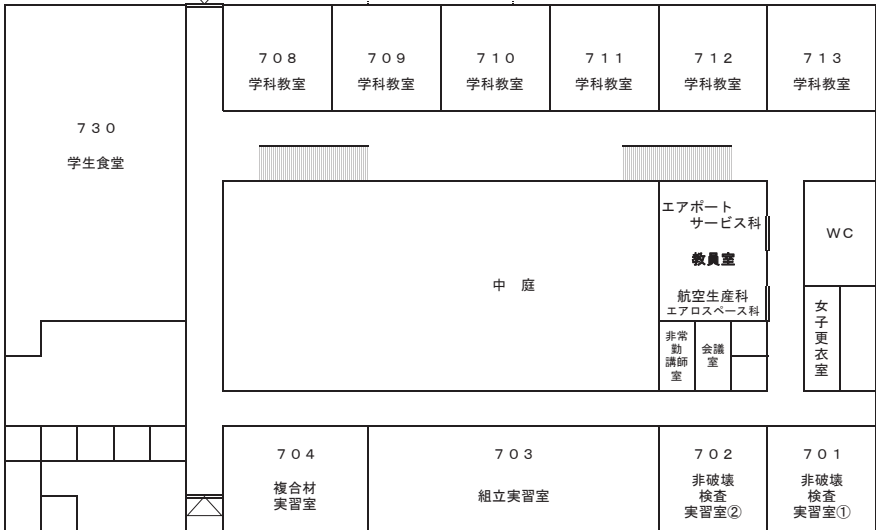 ７０８
学科教室
７０９
学科教室
７１０
学科教室
７１１
学科教室
７１２
学科教室
７１３
学科教室
７３０
学生食堂
エアポート
サービス科
教員室
航空生産科
エアロスペース科
ＷＣ
中　庭
非常
勤
講師
室
会議
室
女
子
更
衣
室
７０４
複合材
実習室
７０３
組立実習室
７０２
非破壊
検査
実習室②
７０１
非破壊
検査
実習室①